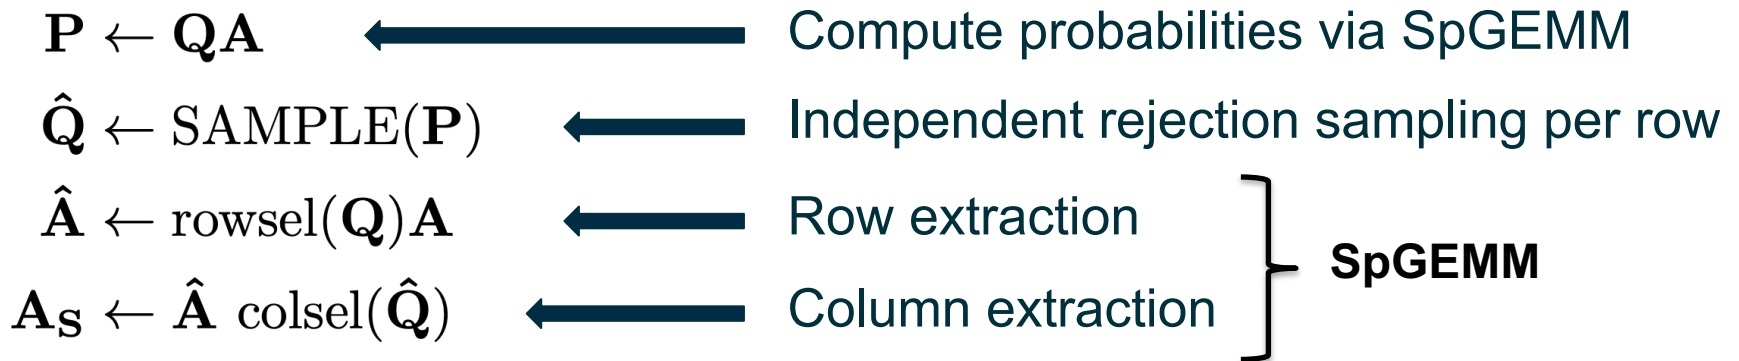 P ← QA Compute probabilities via SpGEMM
Q̂ ← SAMPLE(P) Independent rejection sampling per row
Â ← rowsel(Q)A Row extraction
SpGEMM
A_S ← Â colsel(Q̂) Column extraction